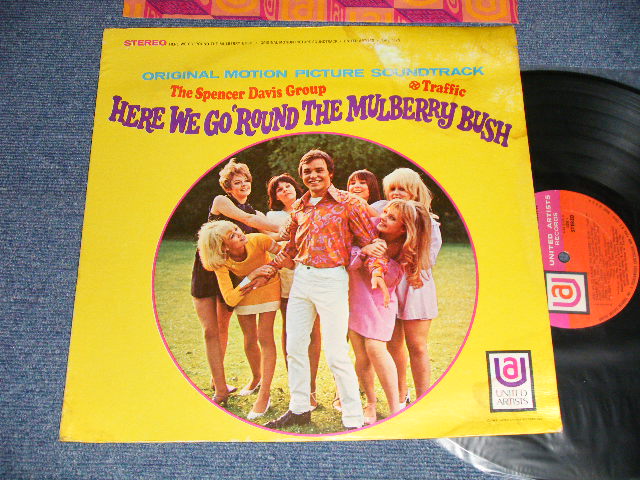 STEREO
ORIGINAL MOTION PICTURE SOUNDTRACK
The Spencer Davis Group & Traffic
HERE WE GO 'ROUND THE MULBERRY BUSH
UNITED ARTISTS
UNITED ARTISTS
RECORDS
STEREO